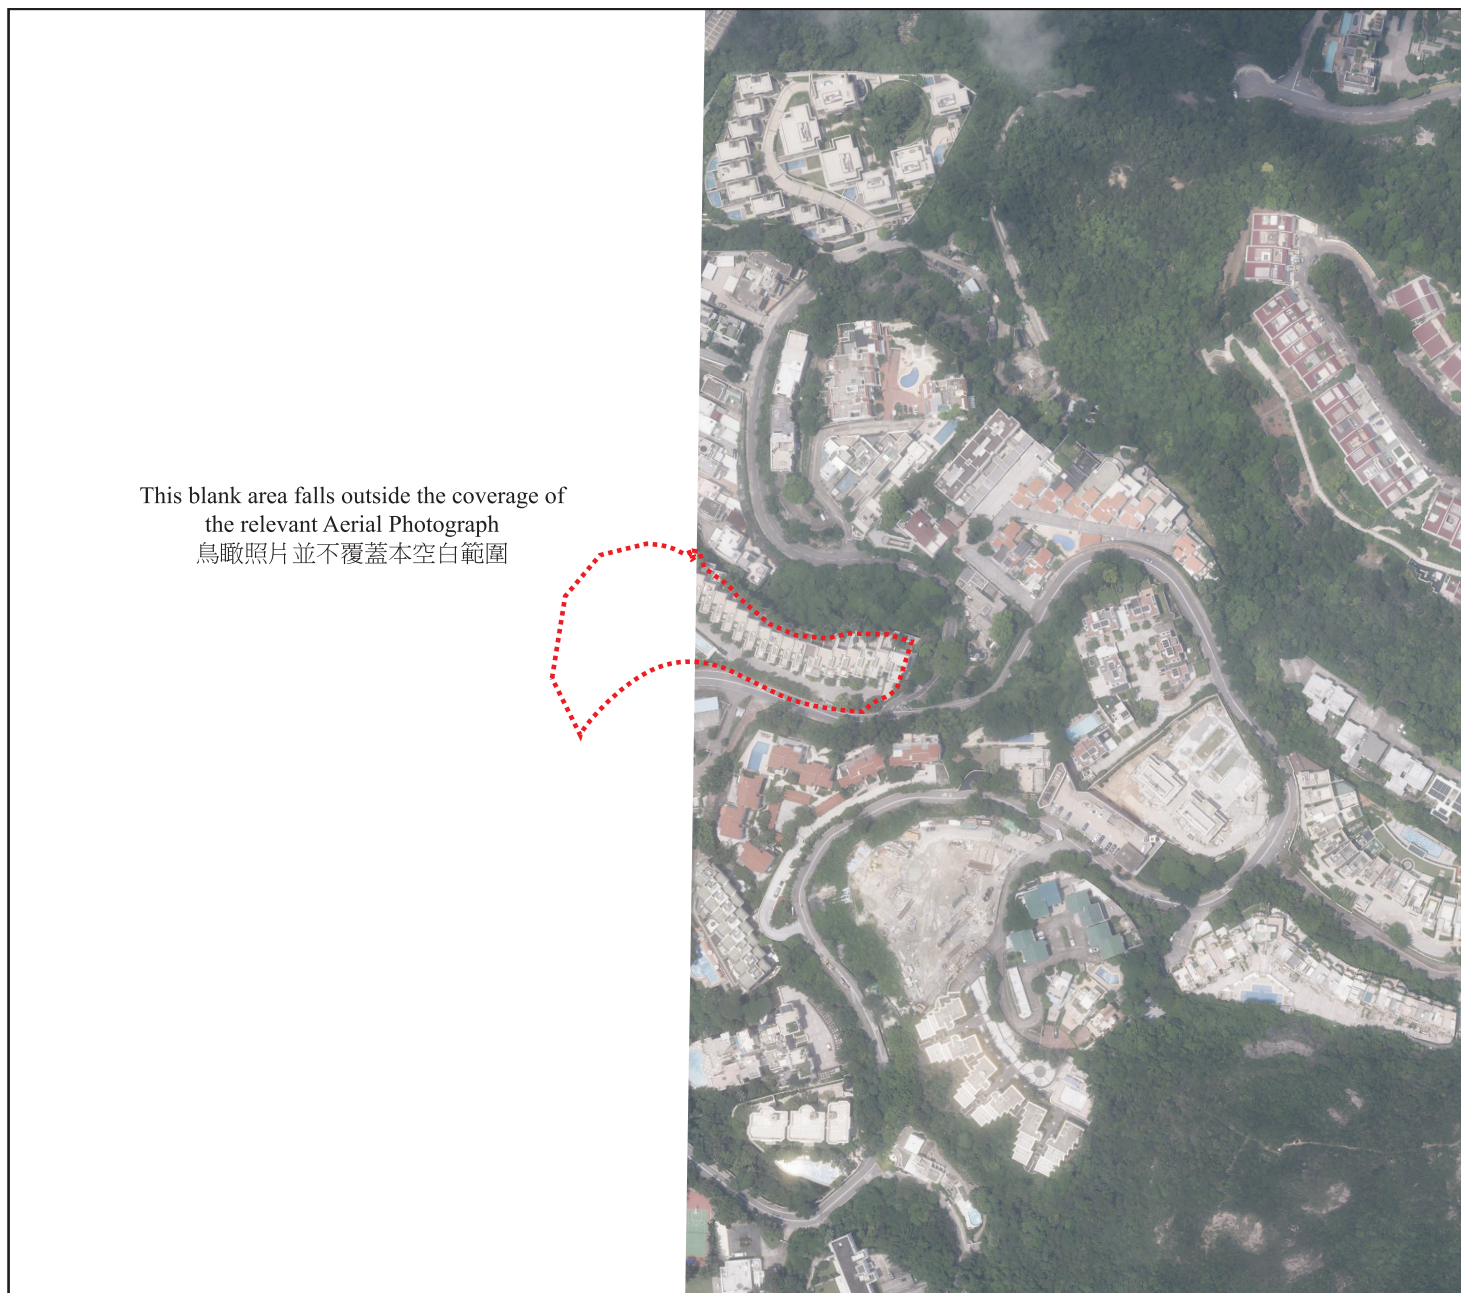 This blank area falls outside the coverage of
the relevant Aerial Photograph
鳥瞰照片並不覆蓋本空白範圍